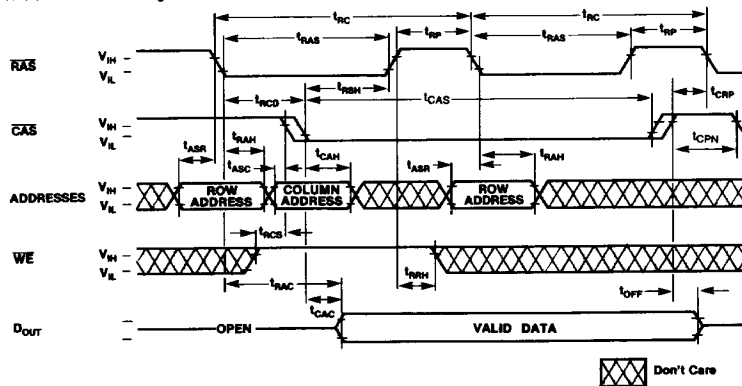 tRC tRC
tRAS tRP tRAS tRP
RAS VIH
VIL
tRCD tRSH tCAS tCRP
CAS VIH
VIL
tASR tRAH tASC tCAH tASR tRAH tCPN
ADDRESSES VIH
VIL
ROW ADDRESS COLUMN ADDRESS ROW ADDRESS
tRCS
WE VIH
VIL
tRAC tRRH
tCAC tOFF
DOUT OPEN VALID DATA
Don't Care